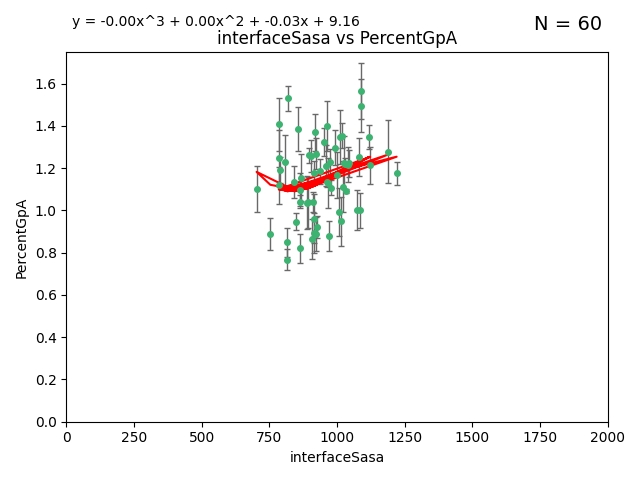 y = -0.00x^3 + 0.00x^2 + -0.03x + 9.16
N = 60
interfaceSasa vs PercentGpA
1.6
1.4
1.2
1.0
0.8
0.6
0.4
0.2
0.0
PercentGpA
0 250 500 750 1000 1250 1500 1750 2000
interfaceSasa